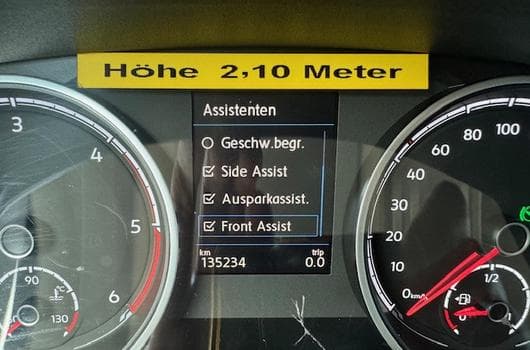 Höhe 2,10 Meter
Assistenten
Geschw.begr.
Side Assist
Ausparkassist.
Front Assist
km trip
135234 0.0
3
4
5
6
90
°C
130
0 km/h
10
20
30
40
60
80
100
1/2